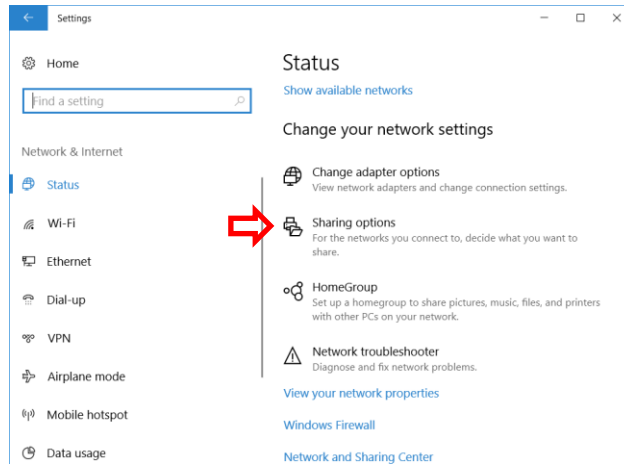 Settings
Home
Find a setting
Network & Internet
Status
Wi-Fi
Ethernet
Dial-up
VPN
Airplane mode
Mobile hotspot
Data usage
Status
Show available networks
Change your network settings
Change adapter options
View network adapters and change connection settings.
Sharing options
For the networks you connect to, decide what you want to
share.
HomeGroup
Set up a homegroup to share pictures, music, files, and printers
with other PCs on your network.
Network troubleshooter
Diagnose and fix network problems.
View your network properties
Windows Firewall
Network and Sharing Center